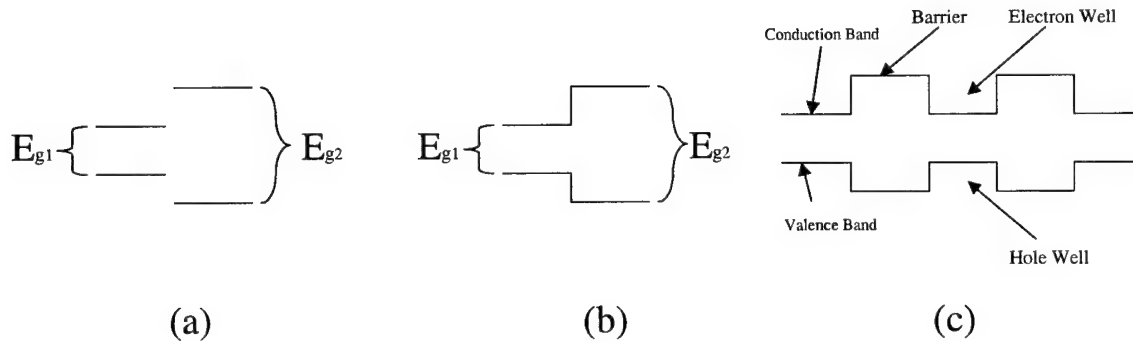 Eg1
Eg2
(a)
Eg1
Eg2
(b)
Conduction Band
Barrier
Electron Well
Valence Band
Hole Well
(c)